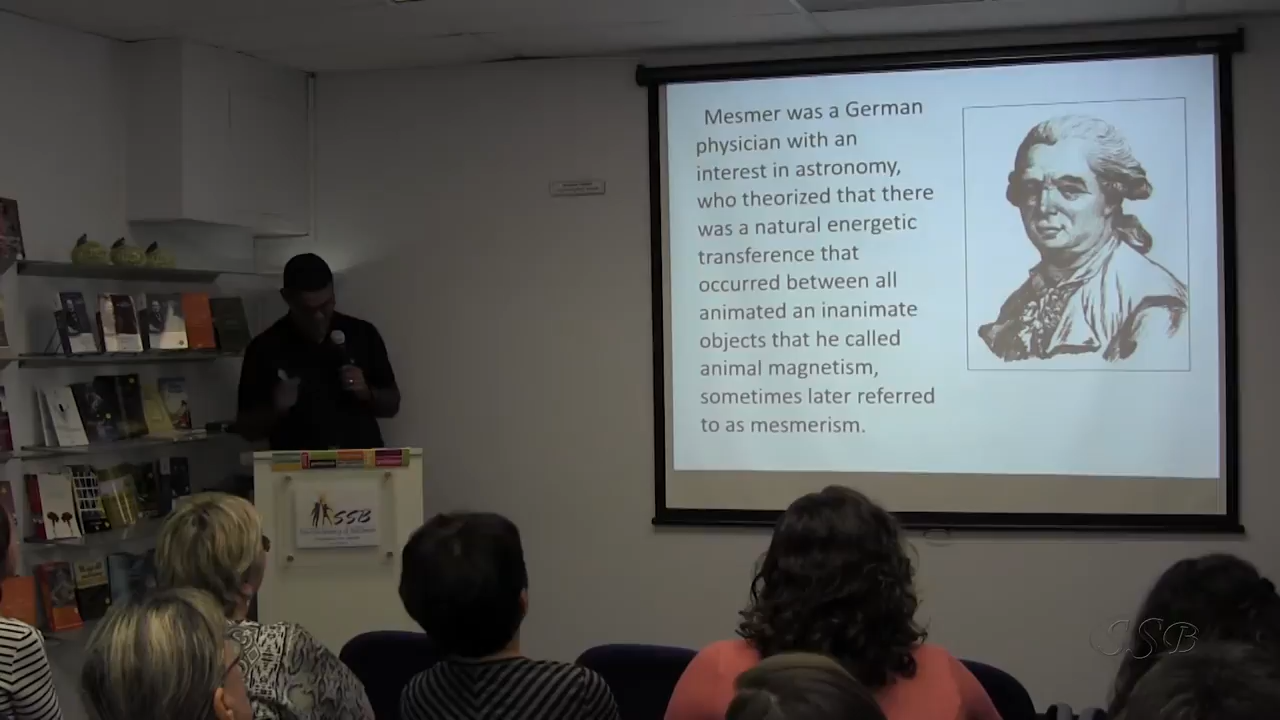 Mesmer was a German
physician with an
interest in astronomy,
who theorized that there
was a natural energetic
transference that
occurred between all
animated an inanimate
objects that he called
animal magnetism,
sometimes later referred
to as mesmerism.
SSB
SSB